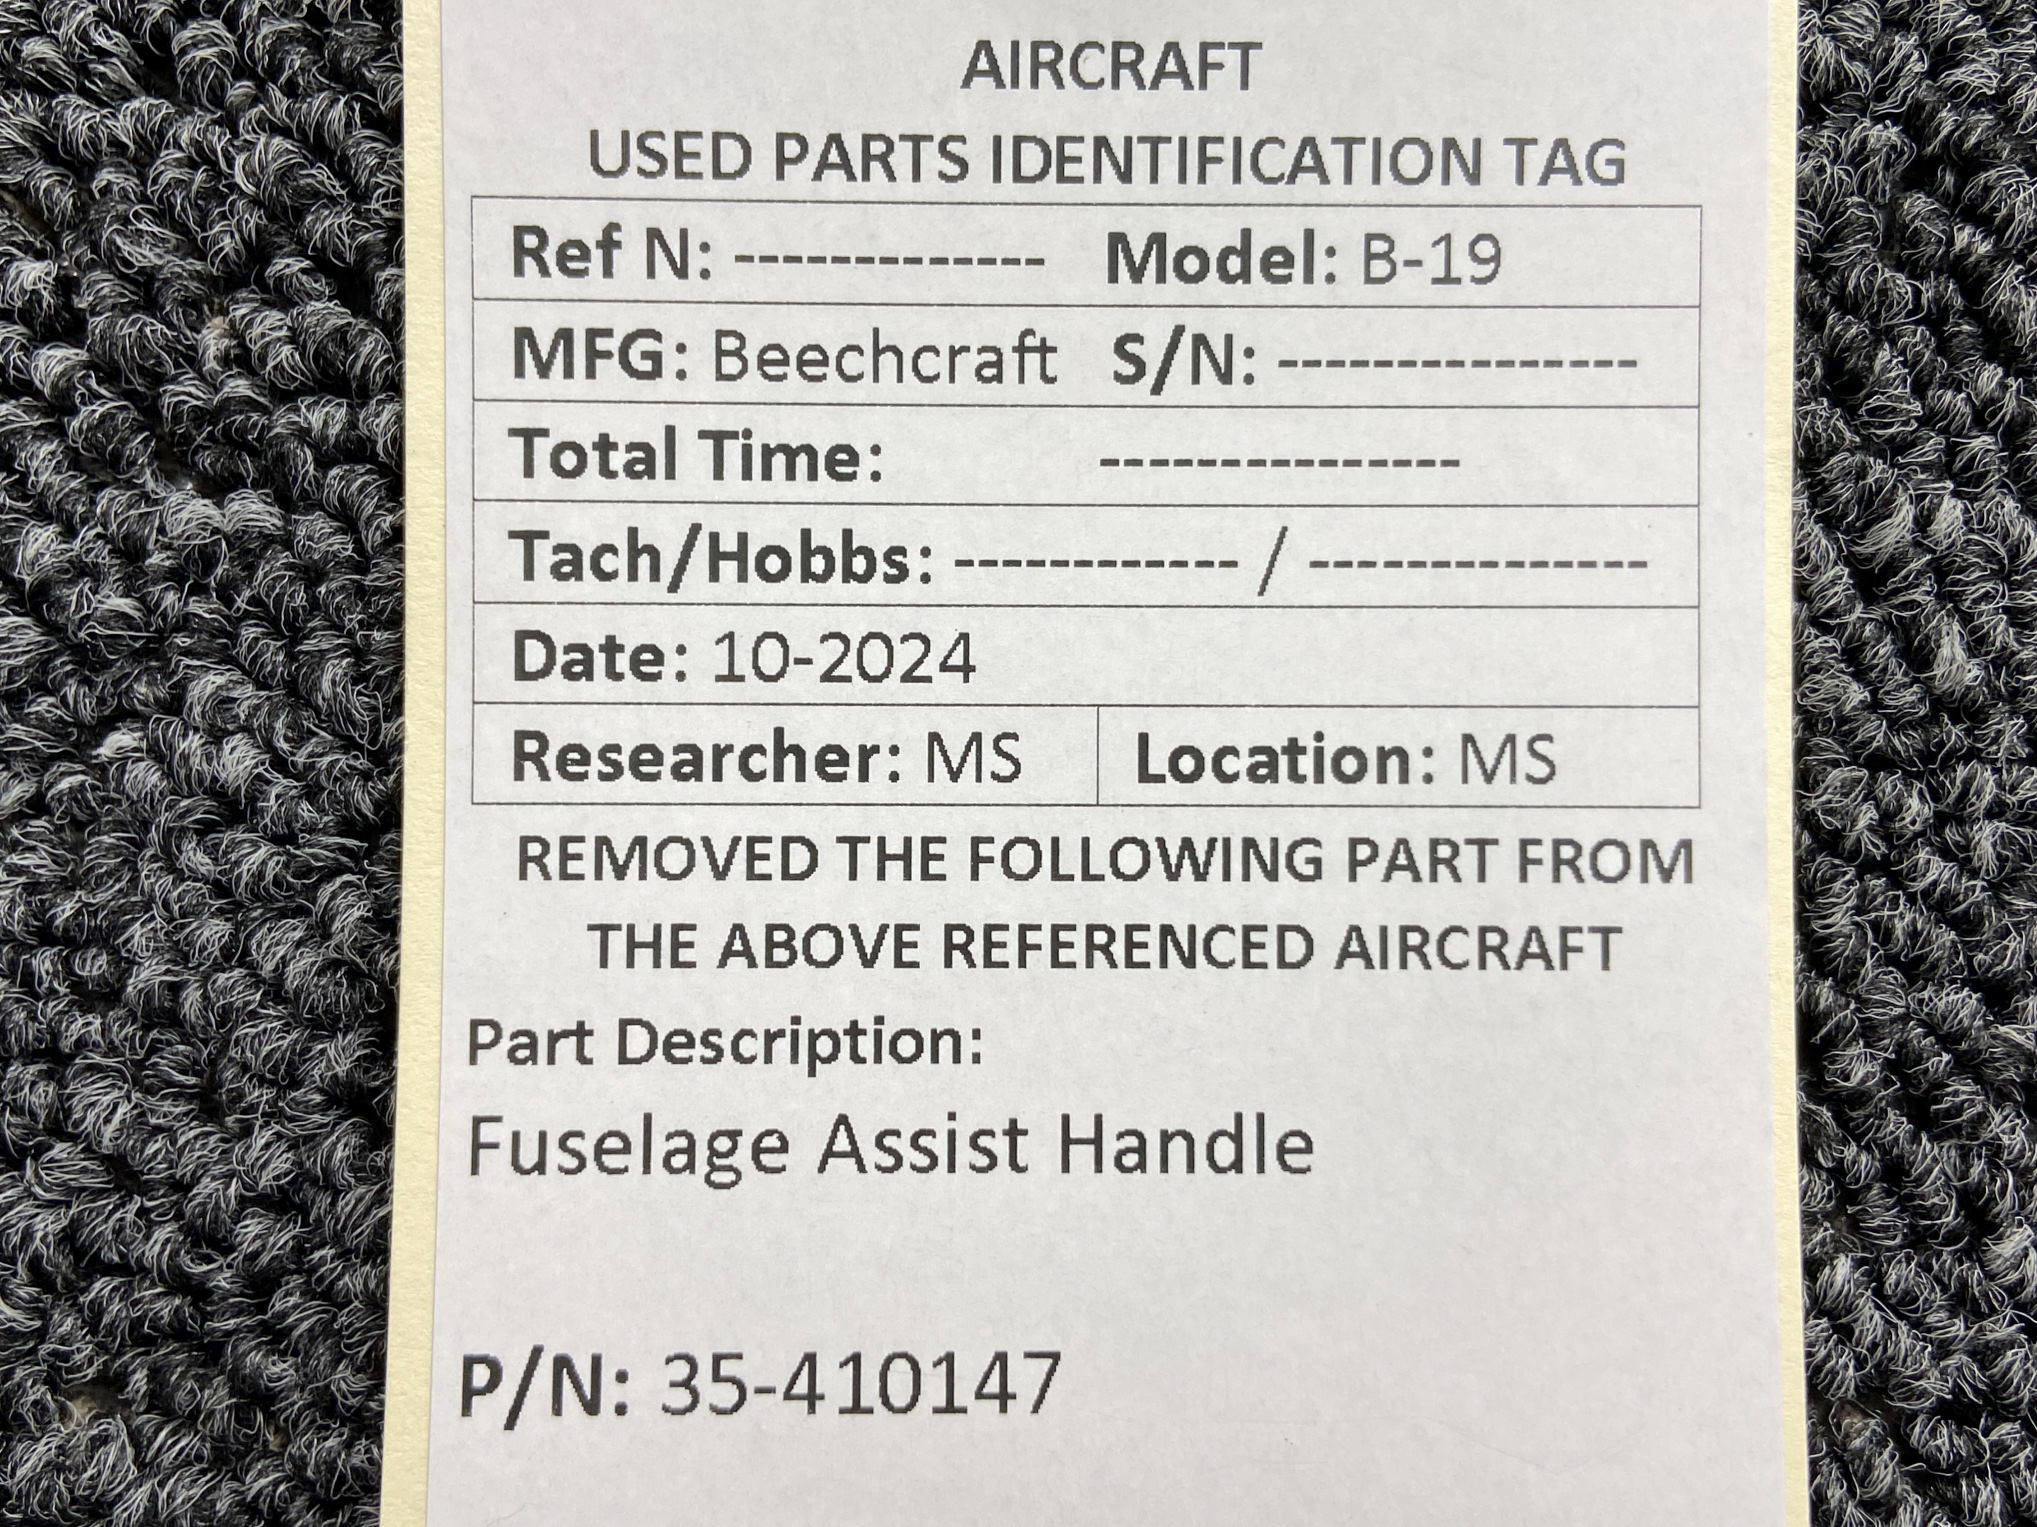 AIRCRAFT
USED PARTS IDENTIFICATION TAG
Ref N: ------------- Model: B-19
MFG: Beechcraft S/N: ---------------
Total Time: ---------------
Tach/Hobbs: ------------ / --------------
Date: 10-2024
Researcher: MS Location: MS
REMOVED THE FOLLOWING PART FROM
THE ABOVE REFERENCED AIRCRAFT
Part Description:
Fuselage Assist Handle
P/N: 35-410147